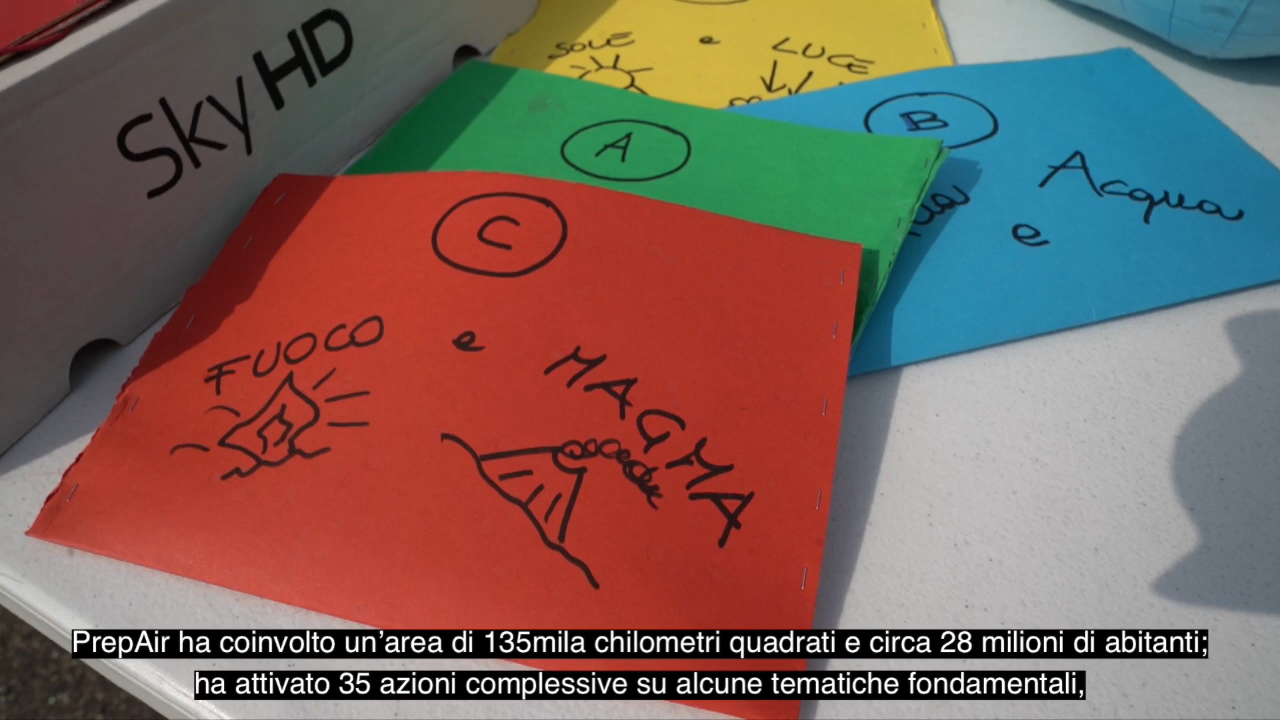 Sky HD
SOLE e LUCE
A
B
Acqua
e
C
FUOCO e MAGMA
PrepAir ha coinvolto un’area di 135mila chilometri quadrati e circa 28 milioni di abitanti;
ha attivato 35 azioni complessive su alcune tematiche fondamentali,